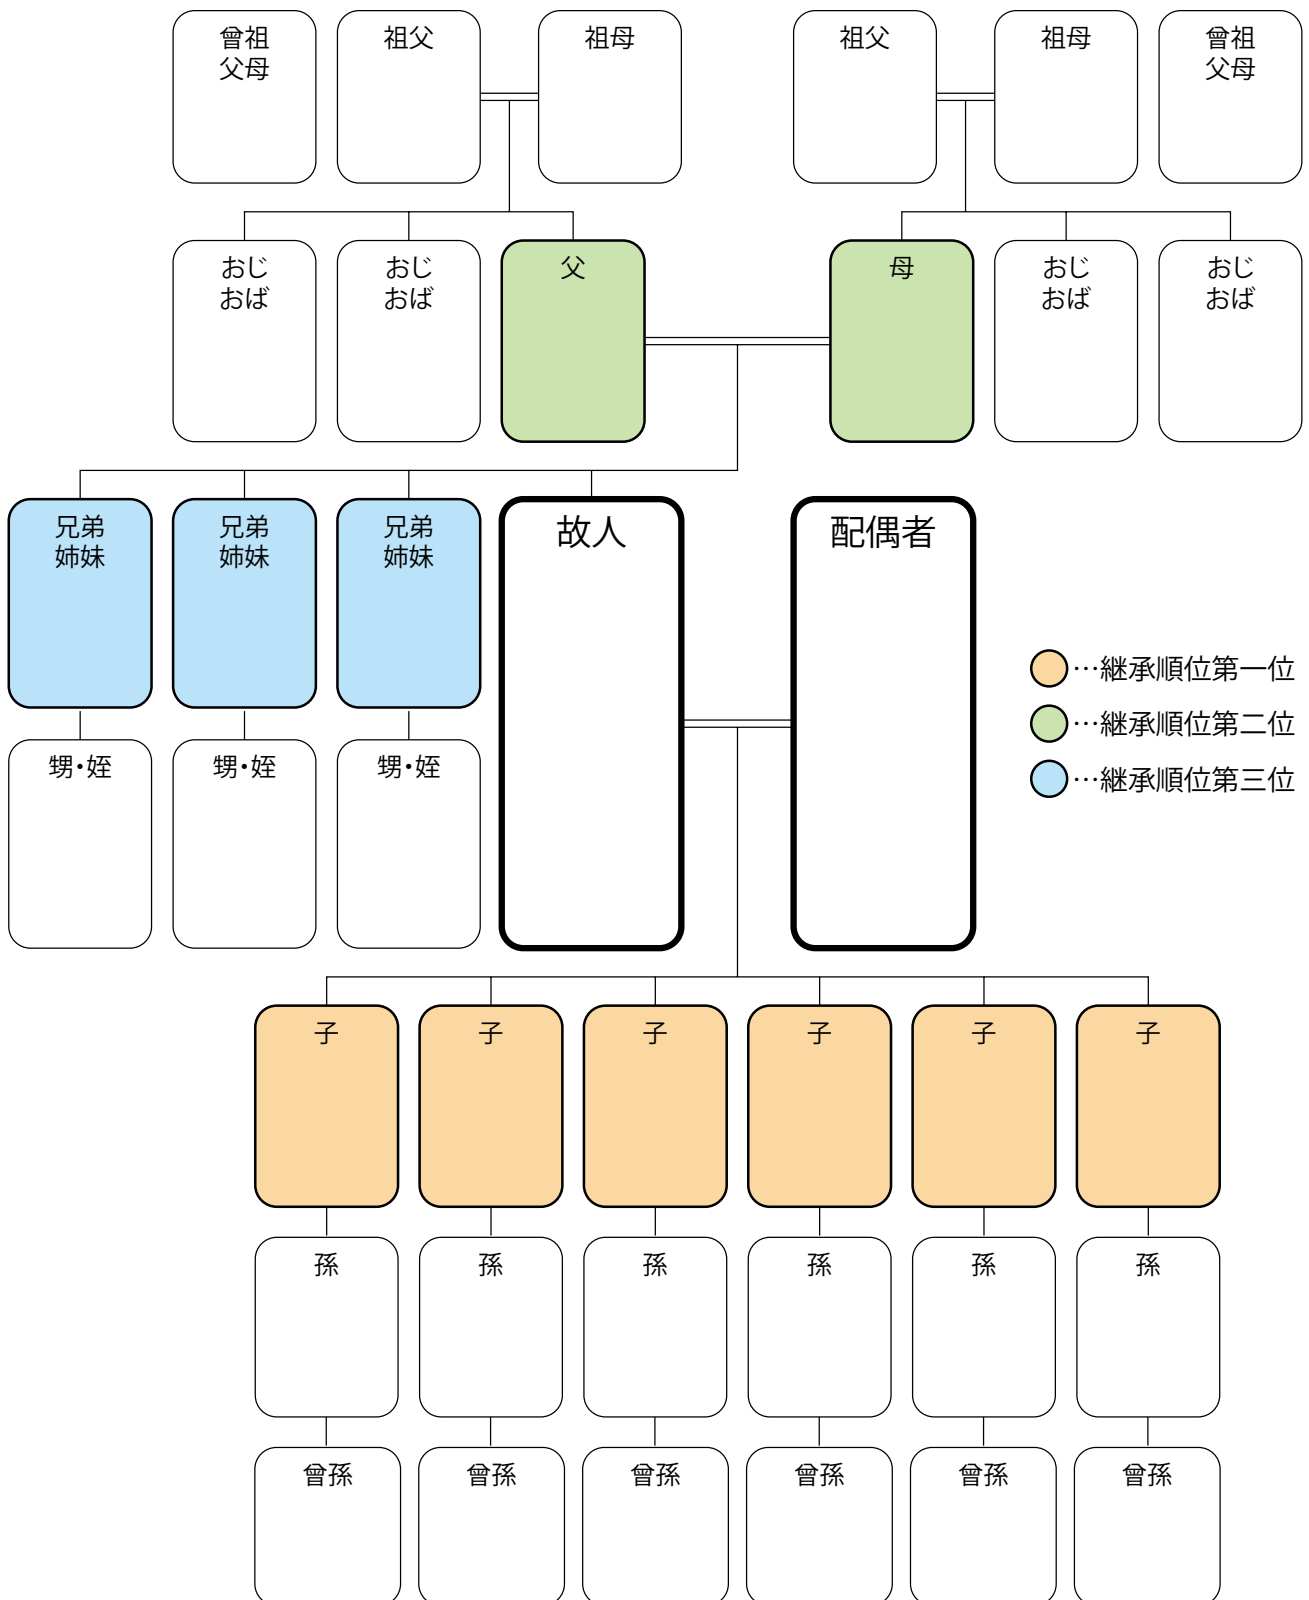 曾祖
父母
祖父
祖母
祖父
祖母
曾祖
父母
おじ
おば
おじ
おば
父
母
おじ
おば
おじ
おば
兄弟
姉妹
兄弟
姉妹
兄弟
姉妹
故人
配偶者
…継承順位第一位
…継承順位第二位
…継承順位第三位
甥・姪
甥・姪
甥・姪
子
子
子
子
子
子
孫
孫
孫
孫
孫
孫
曾孫
曾孫
曾孫
曾孫
曾孫
曾孫